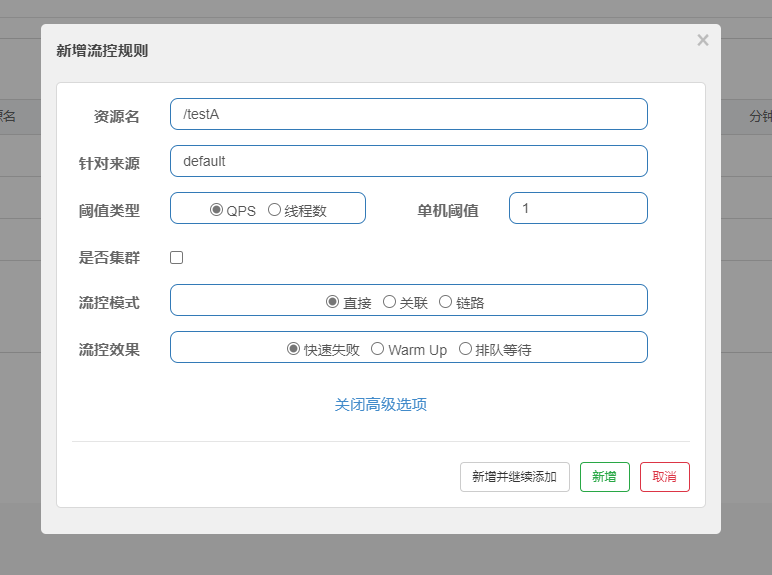 新增流控规则
×
源名
分钟
资源名 /testA
针对来源 default
阈值类型 QPS 线程数 单机阈值 1
是否集群
流控模式 直接 关联 链路
流控效果 快速失败 Warm Up 排队等待
关闭高级选项
新增并继续添加 新增 取消